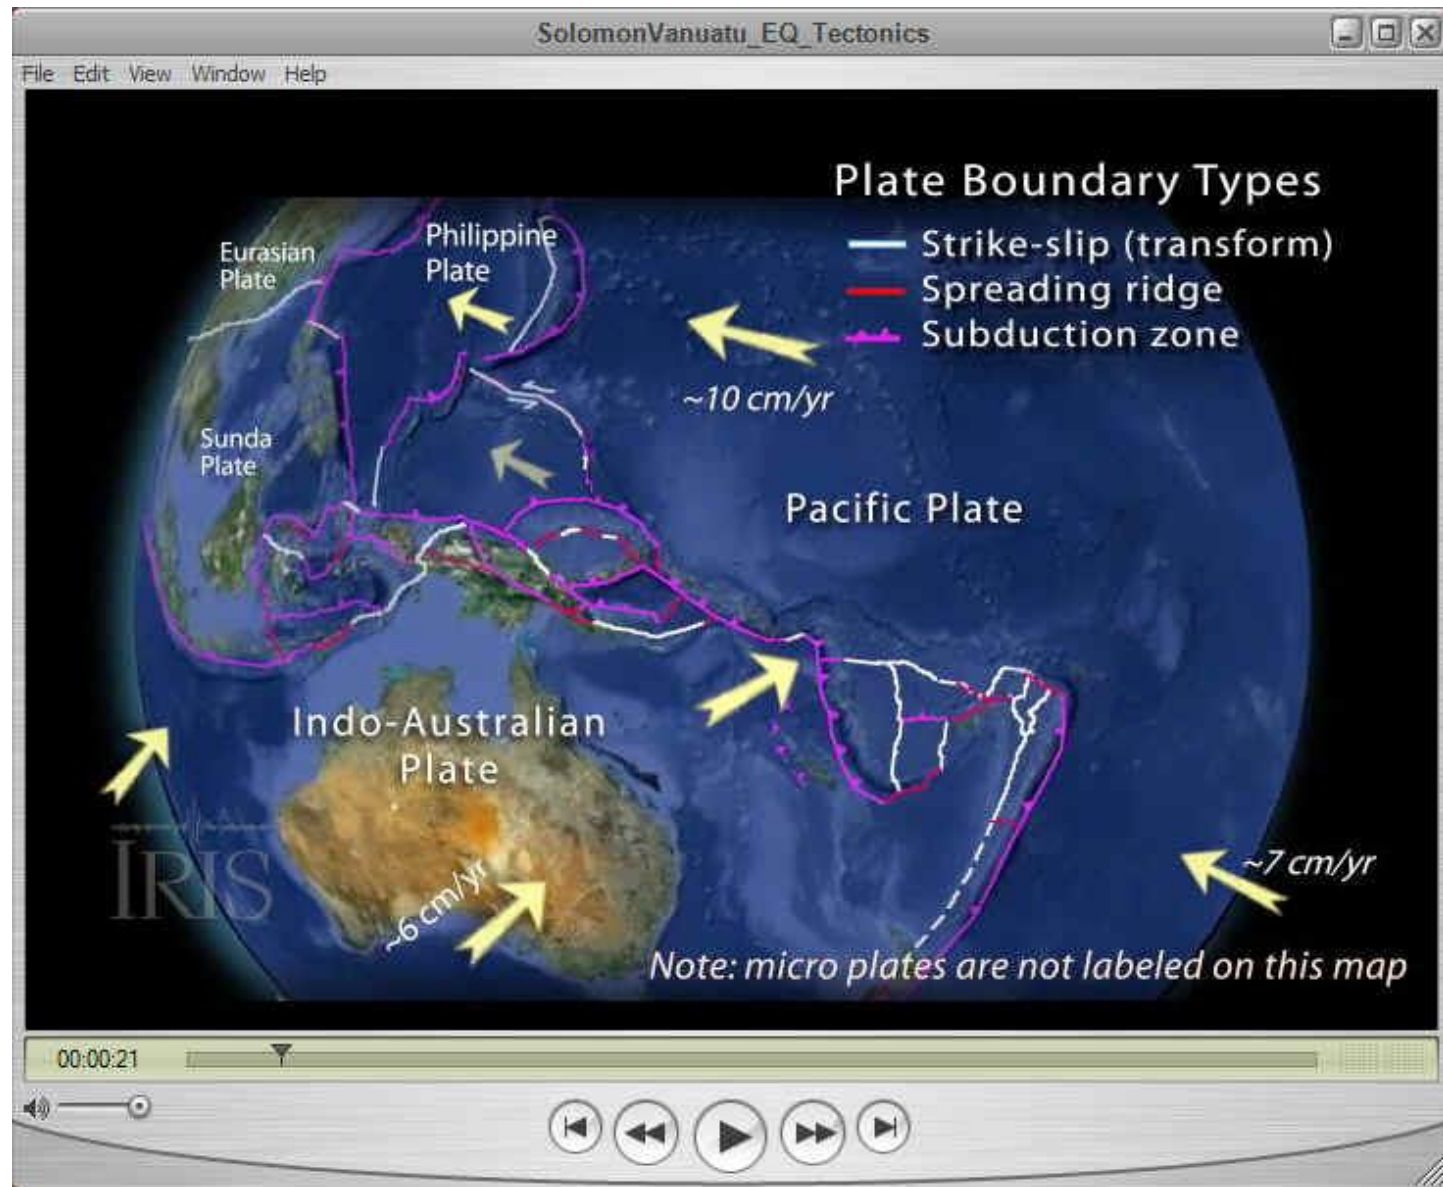 SolomonVanuatu_EQ_Tectonics
File Edit View Window Help
Plate Boundary Types
Strike-slip (transform)
Spreading ridge
Subduction zone
Eurasian
Plate
Philippine
Plate
~10 cm/yr
Sunda
Plate
Pacific Plate
Indo-Australian
Plate
IRIS
~6 cm/yr
~7 cm/yr
Note: micro plates are not labeled on this map
00:00:21